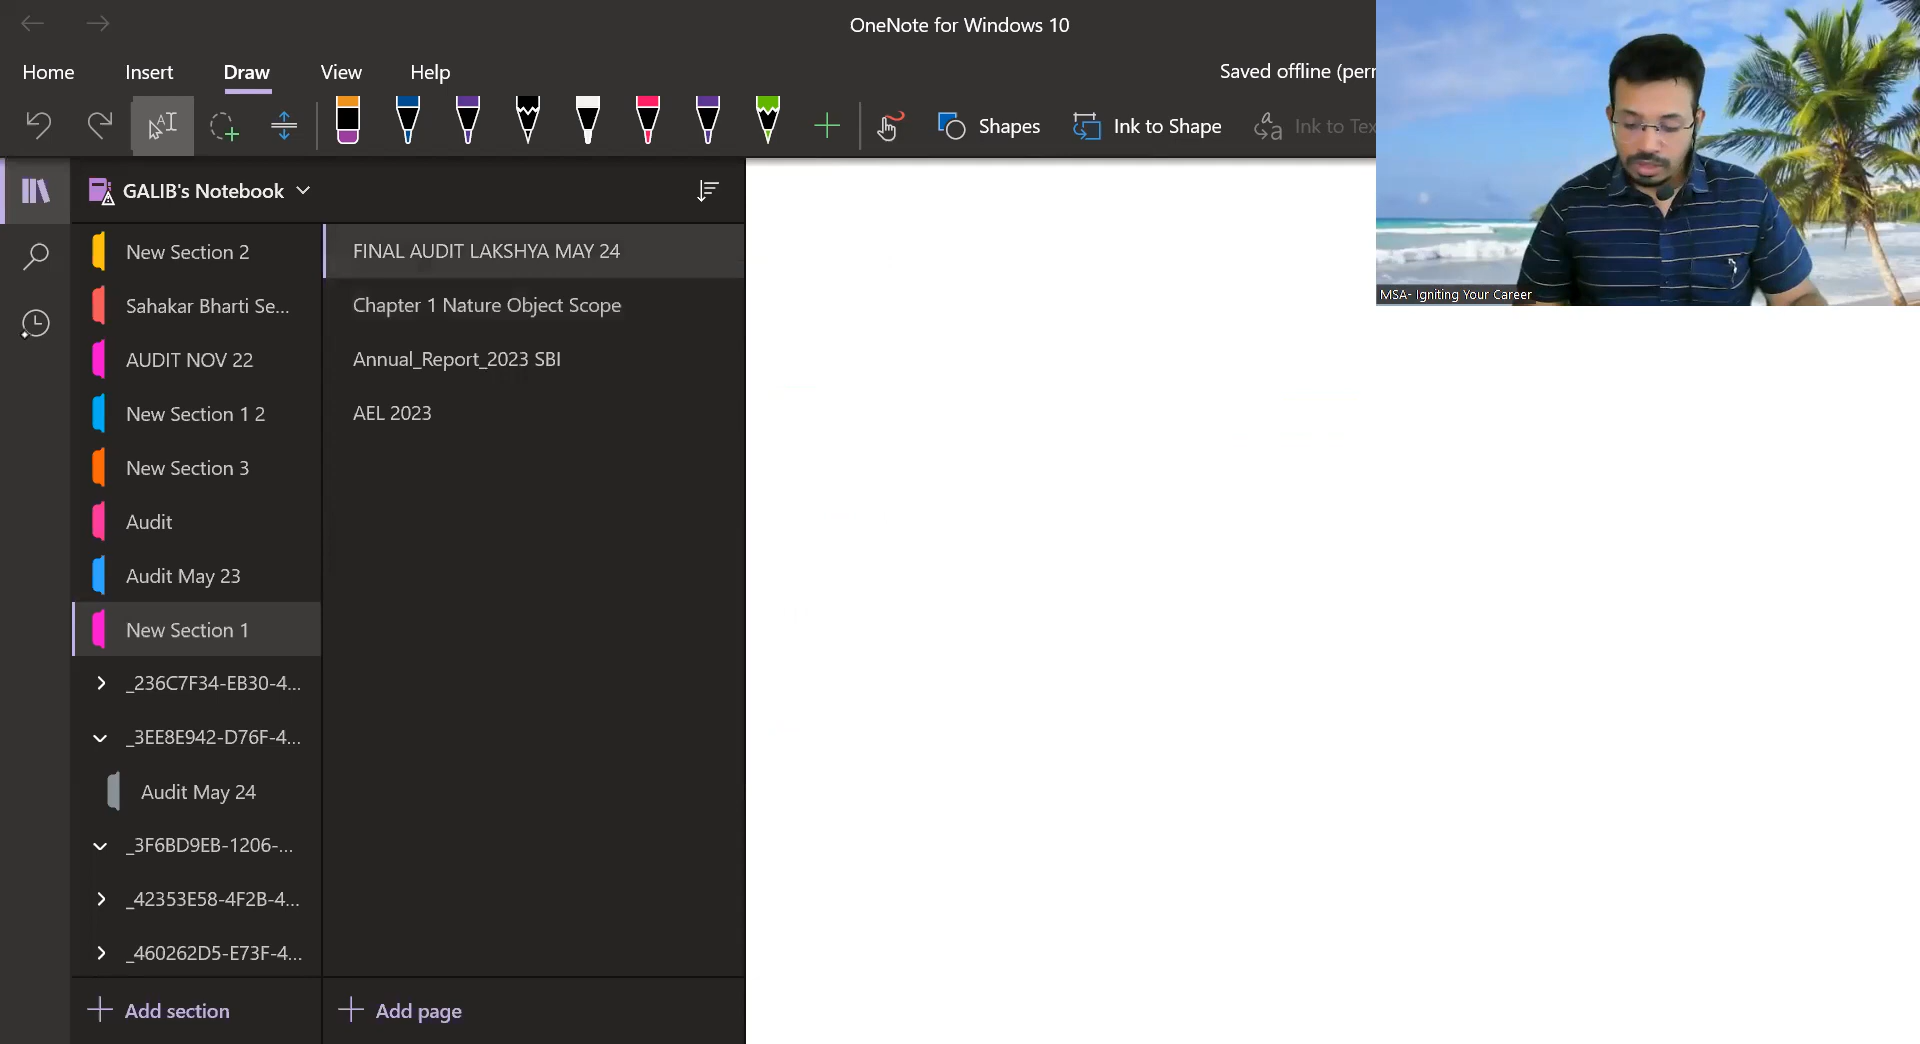 OneNote for Windows 10
Home Insert Draw View Help
Saved offline (perr
Shapes
Ink to Shape
Ink to Tex
GALIB's Notebook
New Section 2
Sahakar Bharti Se...
AUDIT NOV 22
New Section 1 2
New Section 3
Audit
Audit May 23
New Section 1
_236C7F34-EB30-4...
_3EE8E942-D76F-4...
Audit May 24
_3F6BD9EB-1206-...
_42353E58-4F2B-4...
_460262D5-E73F-4...
Add section
FINAL AUDIT LAKSHYA MAY 24
Chapter 1 Nature Object Scope
Annual_Report_2023 SBI
AEL 2023
Add page
MSA- Igniting Your Career